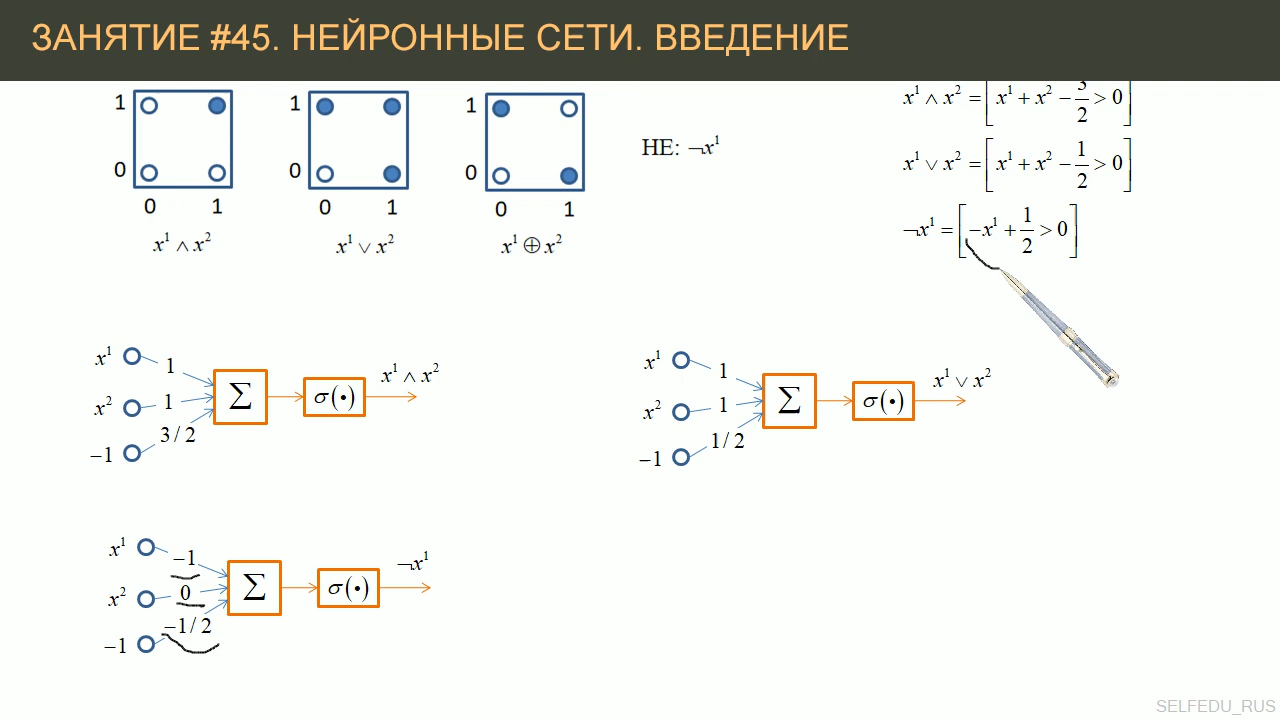 ЗАНЯТИЕ #45. НЕЙРОННЫЕ СЕТИ. ВВЕДЕНИЕ
1
0
0 1
x¹ ∧ x²
1
0
0 1
x¹ ∨ x²
1
0
0 1
x¹ ⊕ x²
НЕ: ¬x¹
x¹ ∧ x² = [x¹ + x² − 3/2 > 0]
x¹ ∨ x² = [x¹ + x² − 1/2 > 0]
¬x¹ = [−x¹ + 1/2 > 0]
x¹ 1
x² 1
−1 3/2
Σ σ(•) x¹ ∧ x²
x¹ 1
x² 1
−1 1/2
Σ σ(•) x¹ ∨ x²
x¹ −1
x² 0
−1 −1/2
Σ σ(•) ¬x¹
SELFEDU_RUS